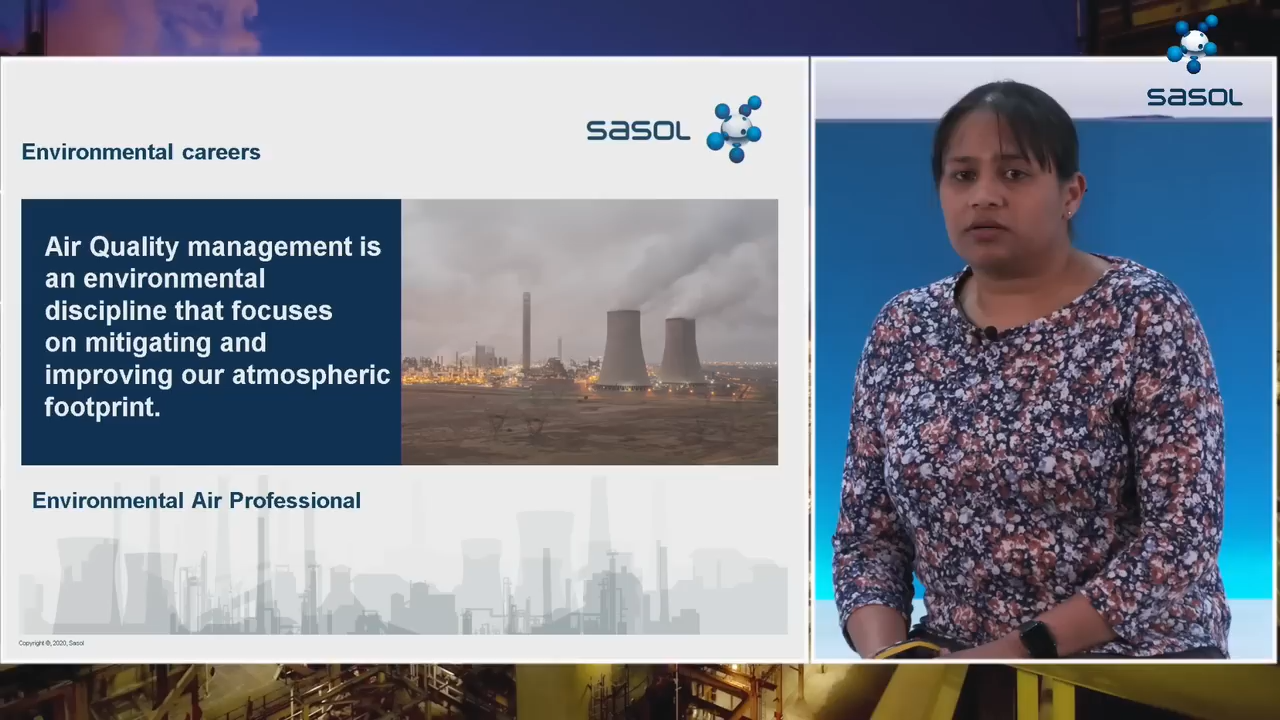 sasol
sasol
Environmental careers
Air Quality management is
an environmental
discipline that focuses
on mitigating and
improving our atmospheric
footprint.
Environmental Air Professional
Copyright ©, 2020, Sasol